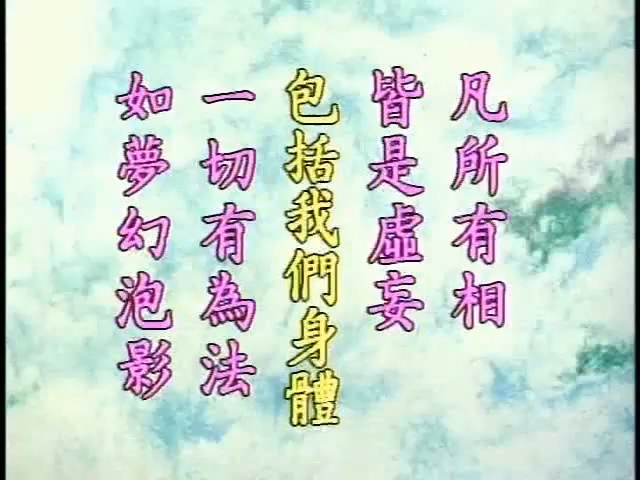 凡所有相
皆是虛妄
包括我們身體
一切有為法
如夢幻泡影